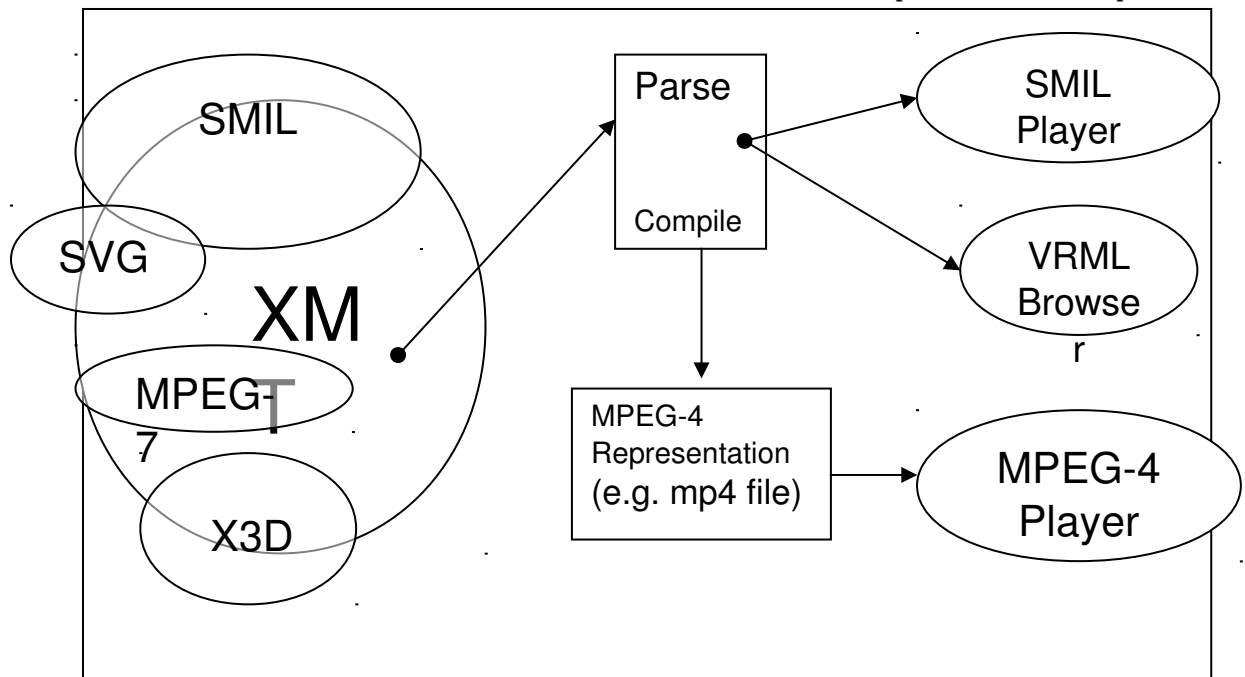 SMIL
SVG
XM
T
MPEG-
7
X3D
Parse
Compile
MPEG-4
Representation
(e.g. mp4 file)
SMIL
Player
VRML
Browse
r
MPEG-4
Player